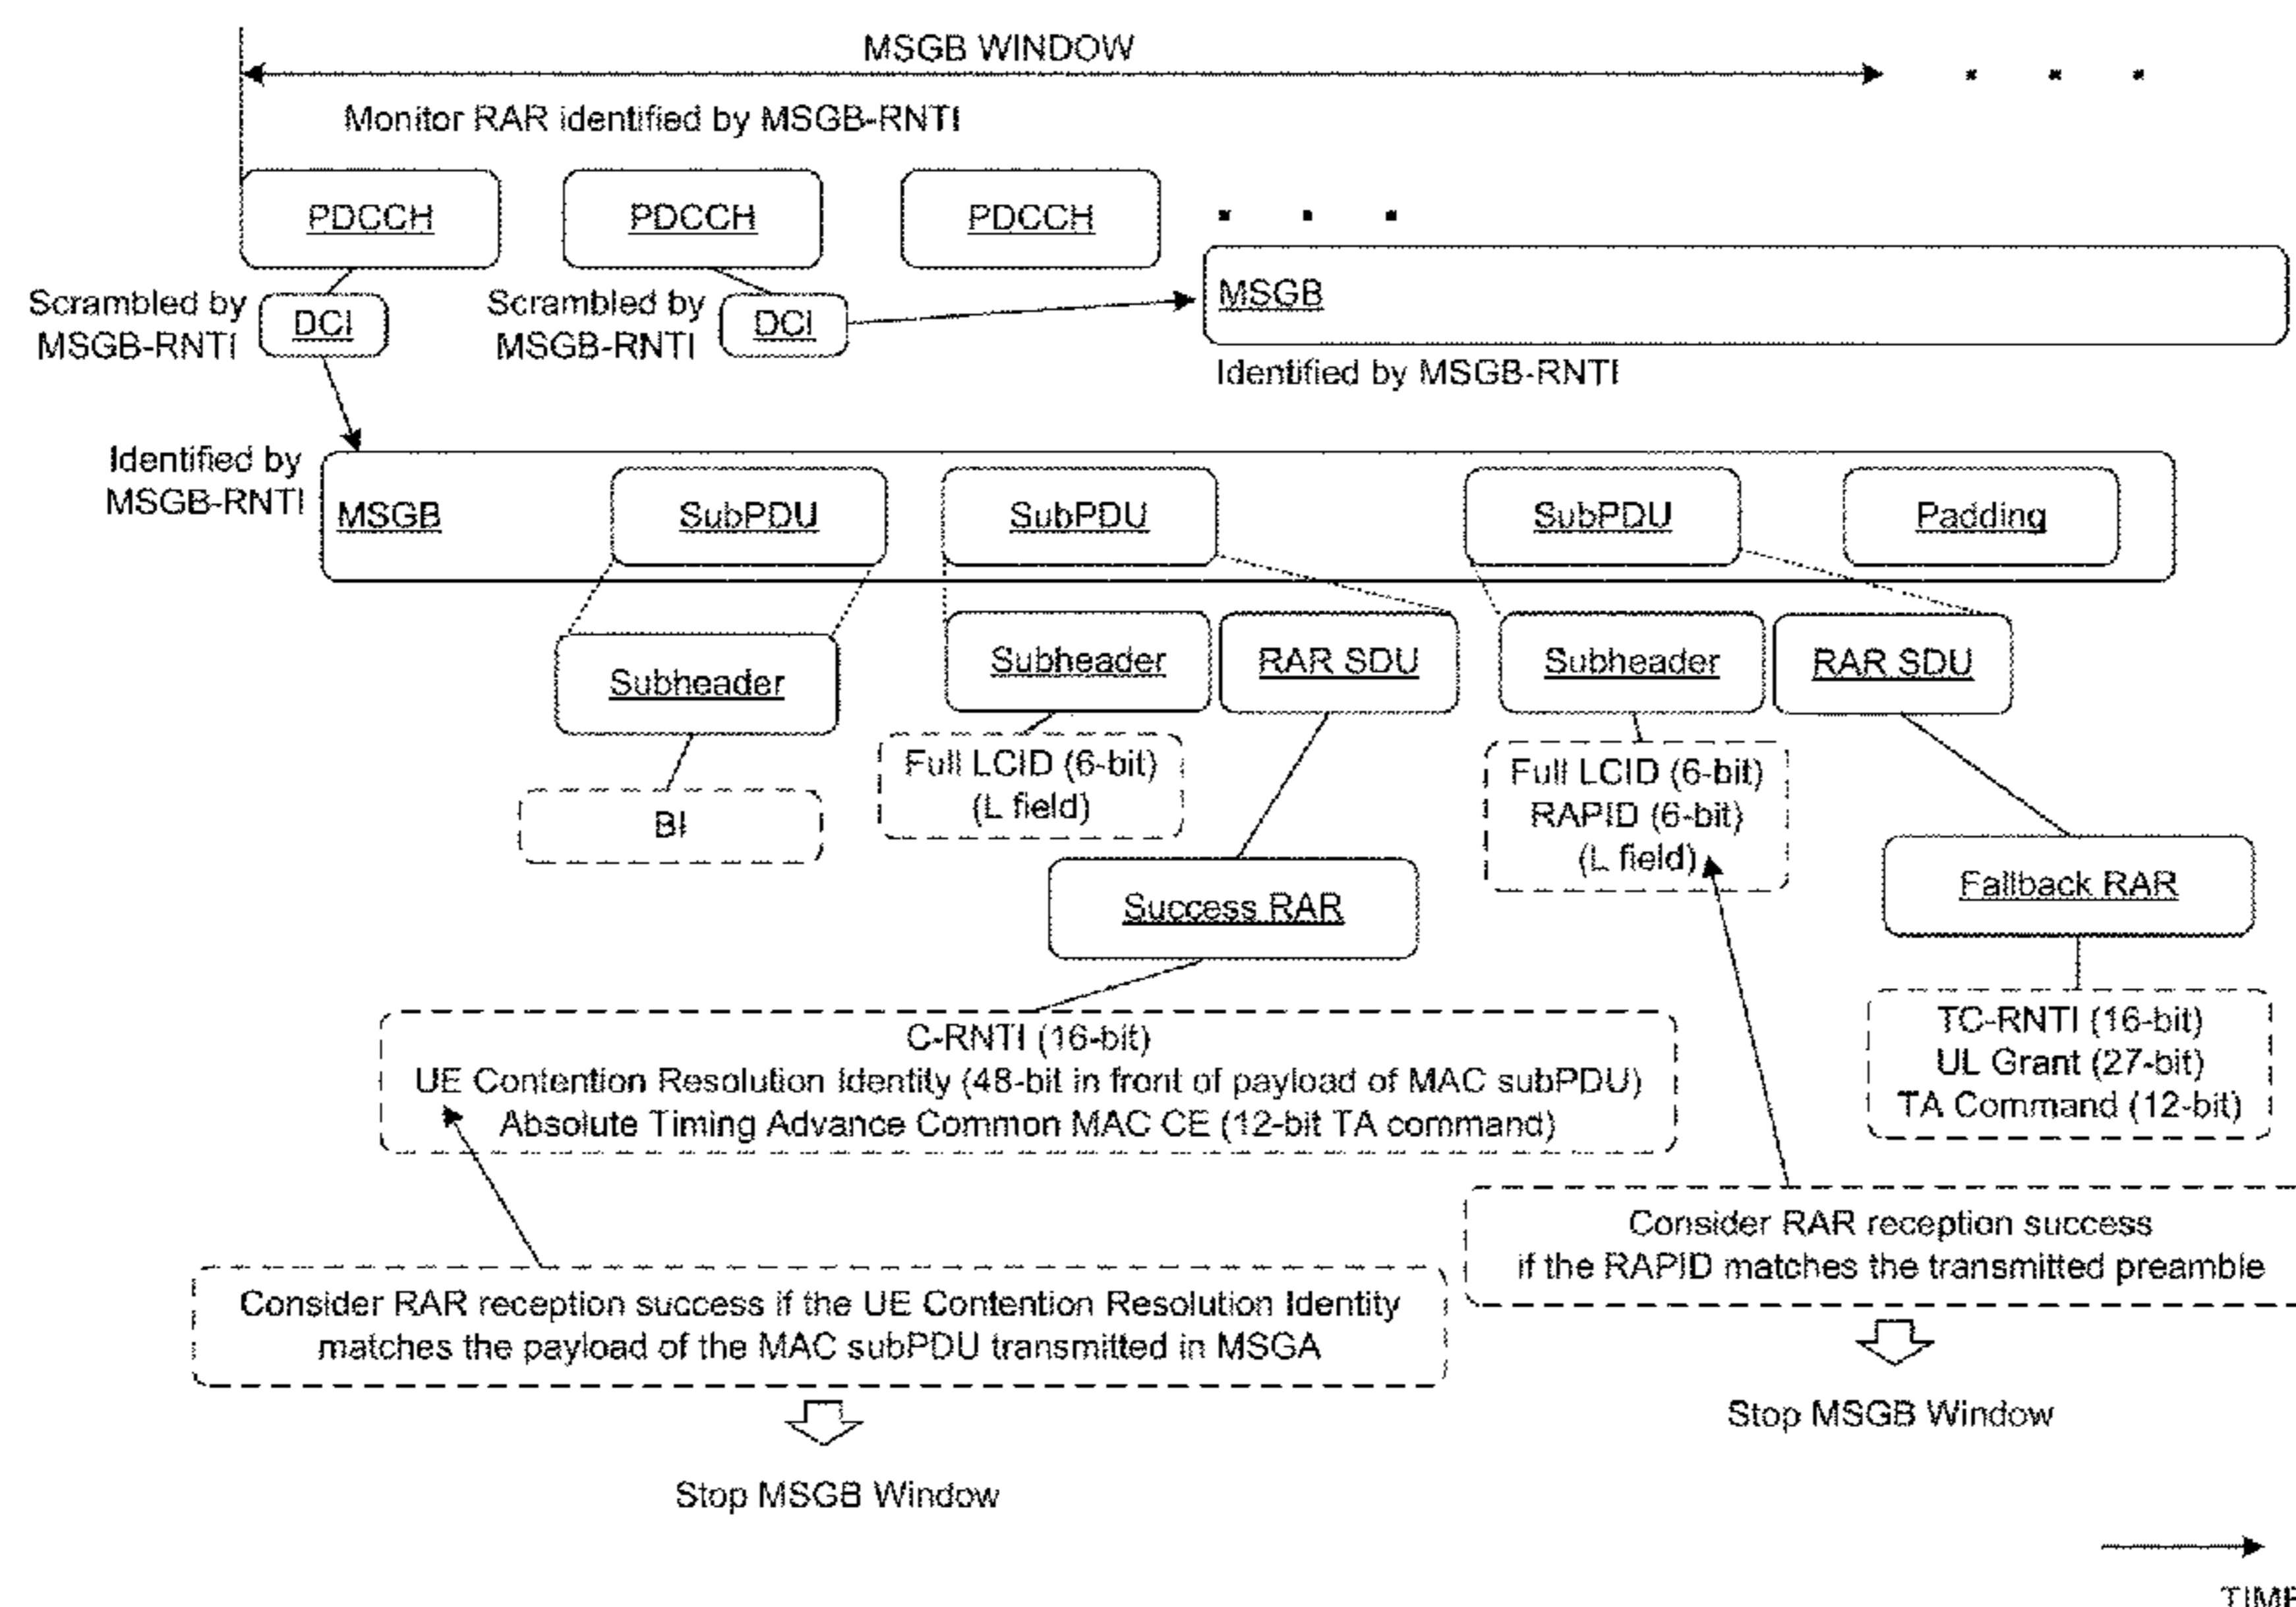 MSGB WINDOW
Monitor RAR identified by MSGB-RNTI
PDCCH
PDCCH
PDCCH
Scrambled by
MSGB-RNTI
DCI
Scrambled by
MSGB-RNTI
DCI
MSGB
Identified by MSGB-RNTI
Identified by
MSGB-RNTI
MSGB
SubPDU
SubPDU
SubPDU
Padding
Subheader
Subheader
RAR SDU
Subheader
RAR SDU
BI
Full LCID (6-bit)
(L field)
Full LCID (6-bit)
RAPID (6-bit)
(L field)
Success RAR
Fallback RAR
C-RNTI (16-bit)
UE Contention Resolution Identity (48-bit in front of payload of MAC subPDU)
Absolute Timing Advance Common MAC CE (12-bit TA command)
TC-RNTI (16-bit)
UL Grant (27-bit)
TA Command (12-bit)
Consider RAR reception success
if the RAPID matches the transmitted preamble
Consider RAR reception success if the UE Contention Resolution Identity
matches the payload of the MAC subPDU transmitted in MSGA
Stop MSGB Window
Stop MSGB Window
TIME